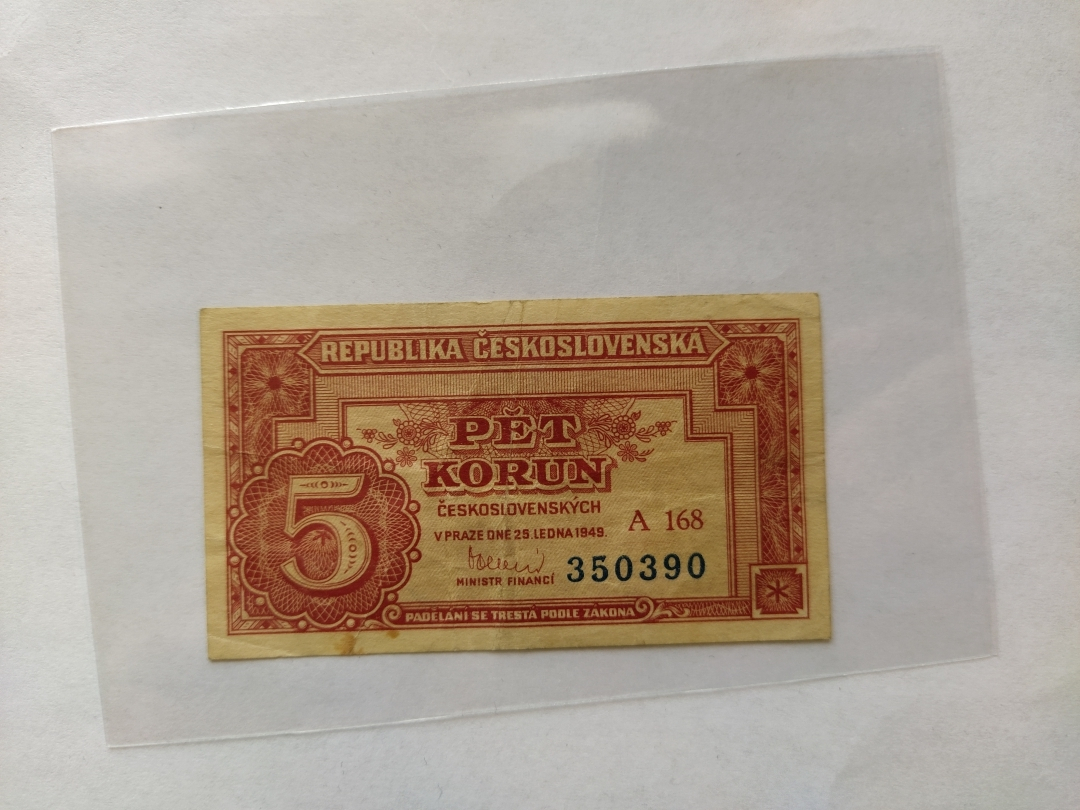 REPUBLIKA ČESKOSLOVENSKÁ
PĚT
KORUN
5
ČESKOSLOVENSKÝCH
V PRAZE DNE 25. LEDNA 1949.
A 168
MINISTR FINANCÍ
350390
PADĚLÁNÍ SE TRESTÁ PODLE ZÁKONA